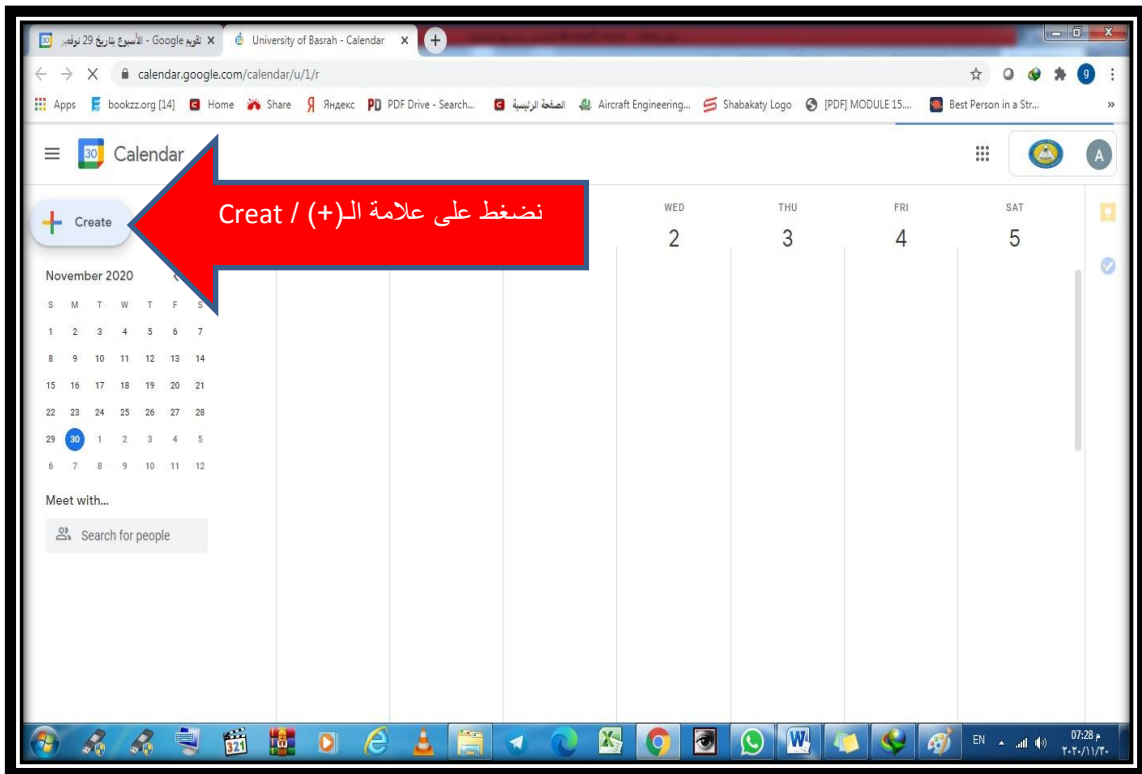 تقويم Google - الأسبوع بتاريخ 29 نوفمبر
University of Basrah - Calendar
calendar.google.com/calendar/u/1/r
g
Apps bookzz.org [14] Home Share Яндекс PDF Drive - Search... الصفحة الرئيسية Aircraft Engineering... Shabakaty Logo [PDF] MODULE 15.... Best Person in a Str... »
30 Calendar
A
Create
نضغط على علامة الـ(+) / Creat
WED THU FRI SAT
2 3 4 5
November 2020
S M T W T F S
1 2 3 4 5 6 7
8 9 10 11 12 13 14
15 16 17 18 19 20 21
22 23 24 25 26 27 28
29 30 1 2 3 4 5
6 7 8 9 10 11 12
Meet with...
Search for people
321
EN
07:28 م
٢٠٢٠/١١/٣٠